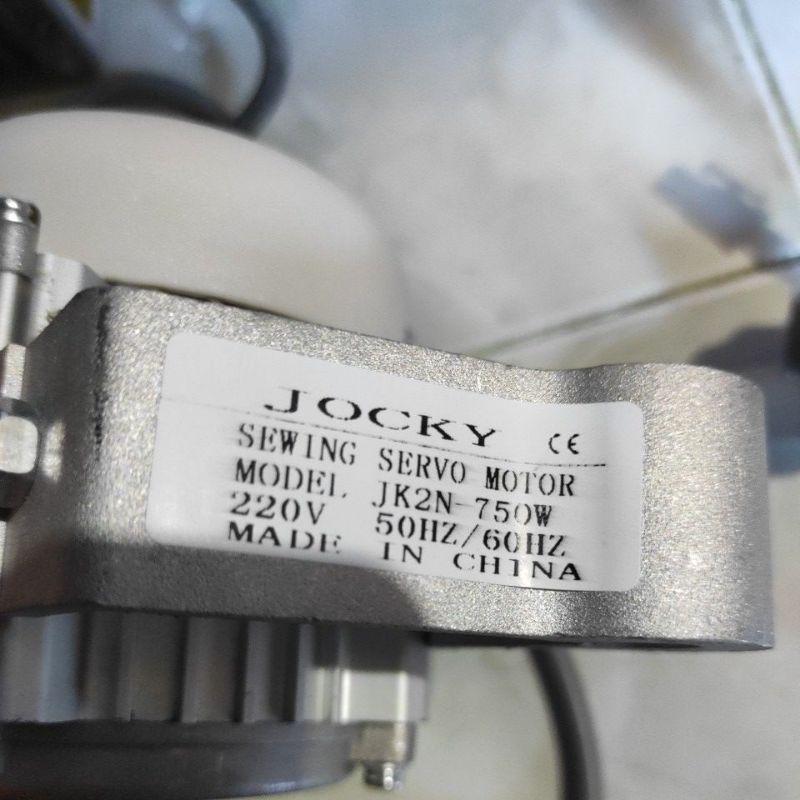 JOCKY CE
SEWING SERVO MOTOR
MODEL JK2N-750W
220V 50HZ/60HZ
MADE IN CHINA